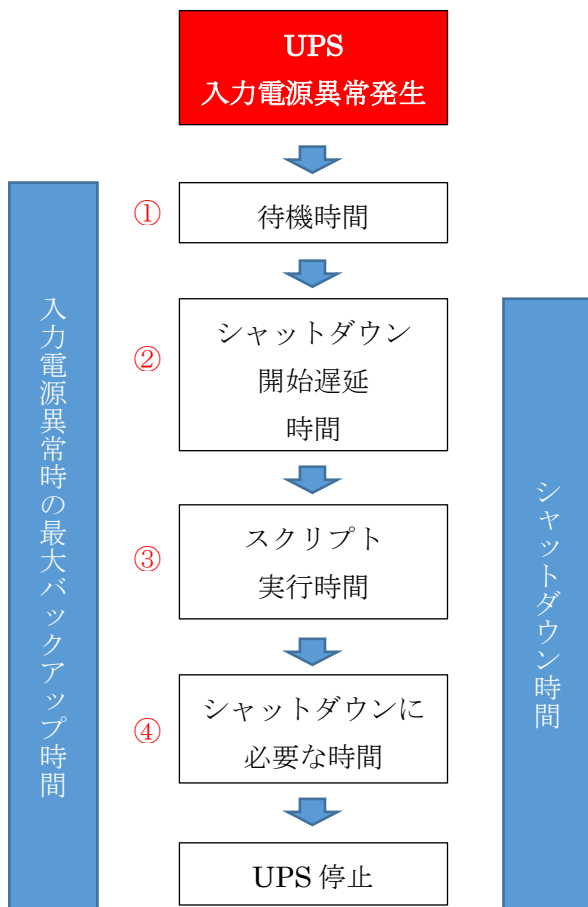 UPS
入力電源異常発生
①
待機時間
②
シャットダウン
開始遅延
時間
③
スクリプト
実行時間
④
シャットダウンに
必要な時間
UPS 停止
入力電源異常時の最大バックアップ時間
シャットダウン時間